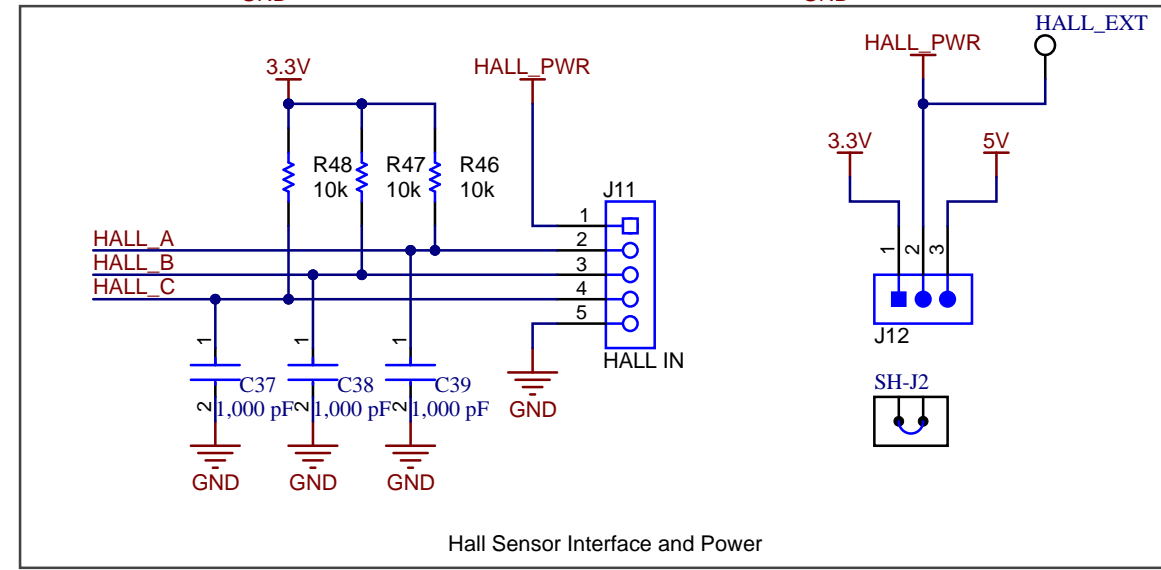 HALL_EXT
HALL_PWR
3.3V
5V
1
2
3
J12
SH-J2
3.3V
HALL_PWR
R48
10k
R47
10k
R46
10k
J11
1
2
3
4
5
HALL IN
HALL_A
HALL_B
HALL_C
1
2
C37
1,000 pF
GND
1
2
C38
1,000 pF
GND
1
2
C39
1,000 pF
GND
GND
Hall Sensor Interface and Power